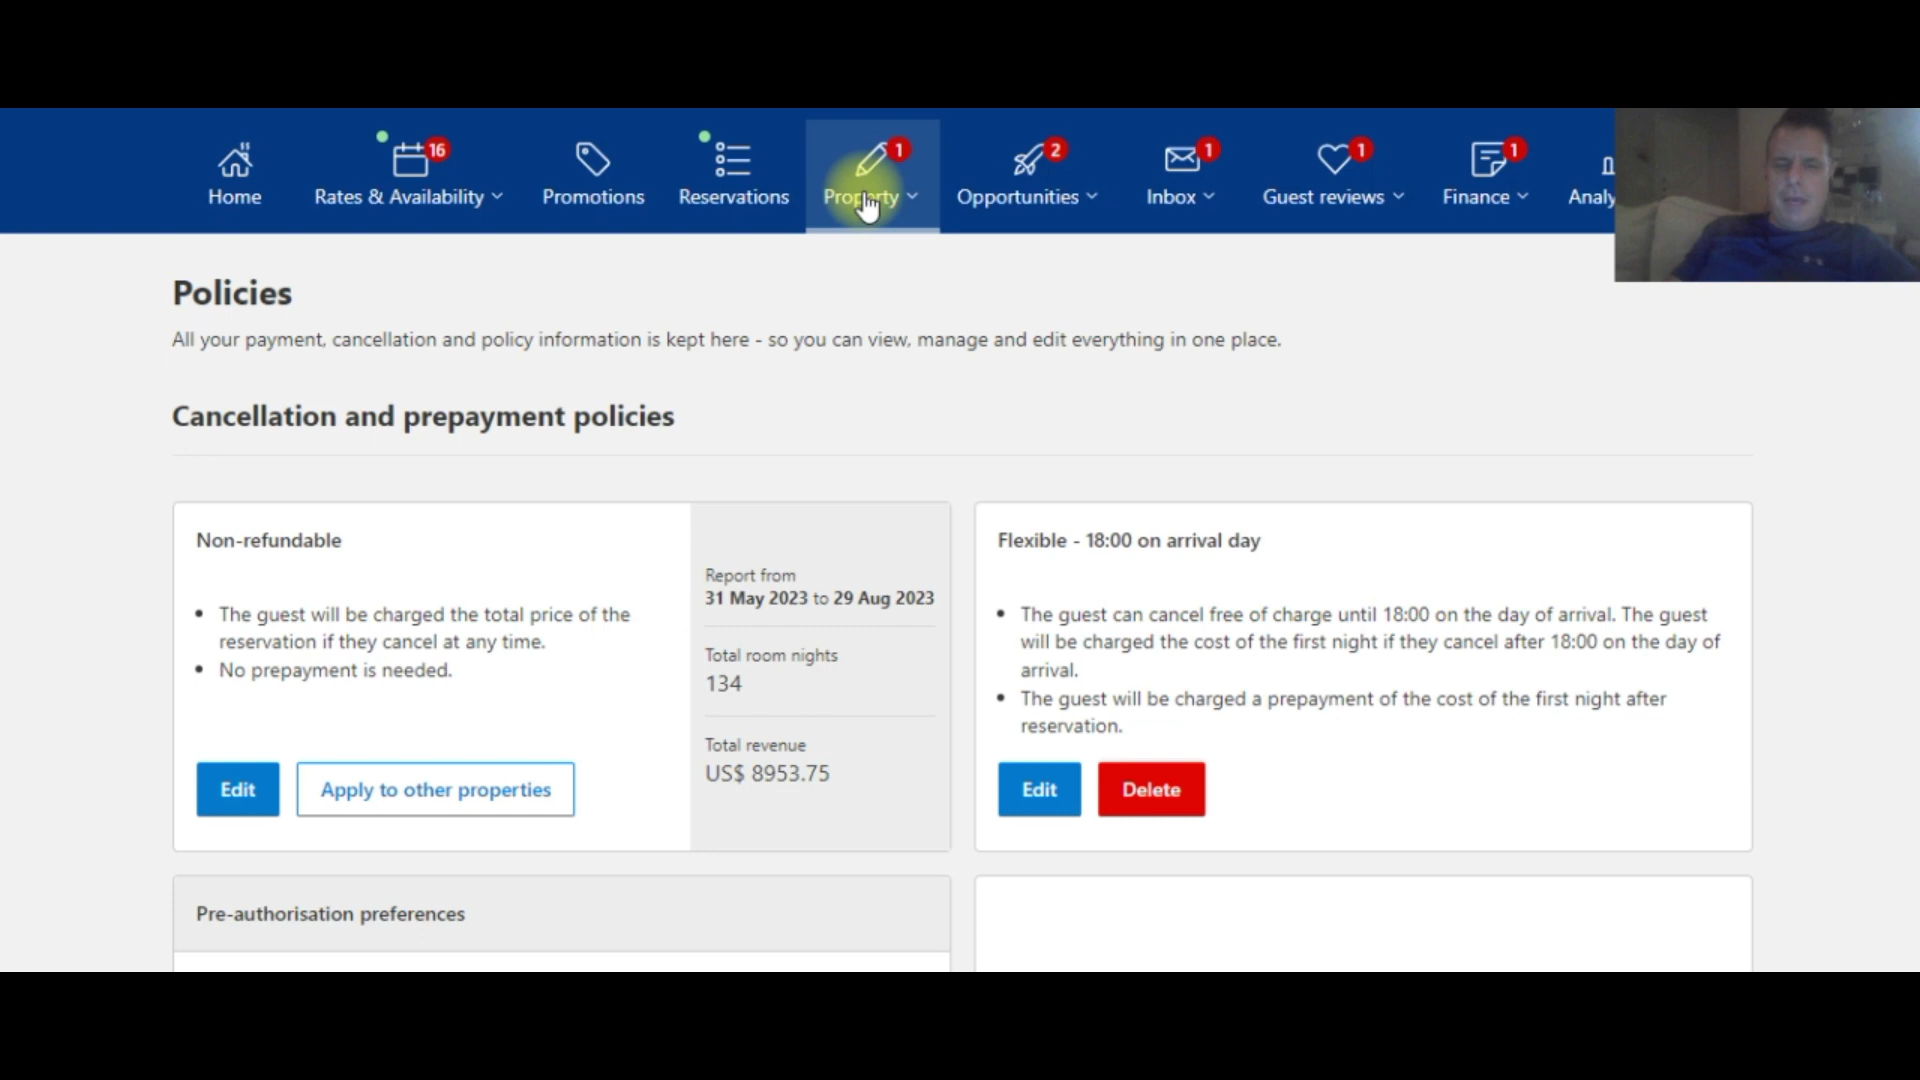 16
1
2
1
1
1
Home
Rates & Availability
Promotions
Reservations
Property
Opportunities
Inbox
Guest reviews
Finance
Analy
Policies
All your payment, cancellation and policy information is kept here - so you can view, manage and edit everything in one place.
Cancellation and prepayment policies
Non-refundable
The guest will be charged the total price of the
reservation if they cancel at any time.
No prepayment is needed.
Edit
Apply to other properties
Report from
31 May 2023 to 29 Aug 2023
Total room nights
134
Total revenue
US$ 8953.75
Flexible - 18:00 on arrival day
The guest can cancel free of charge until 18:00 on the day of arrival. The guest
will be charged the cost of the first night if they cancel after 18:00 on the day of
arrival.
The guest will be charged a prepayment of the cost of the first night after
reservation.
Edit
Delete
Pre-authorisation preferences